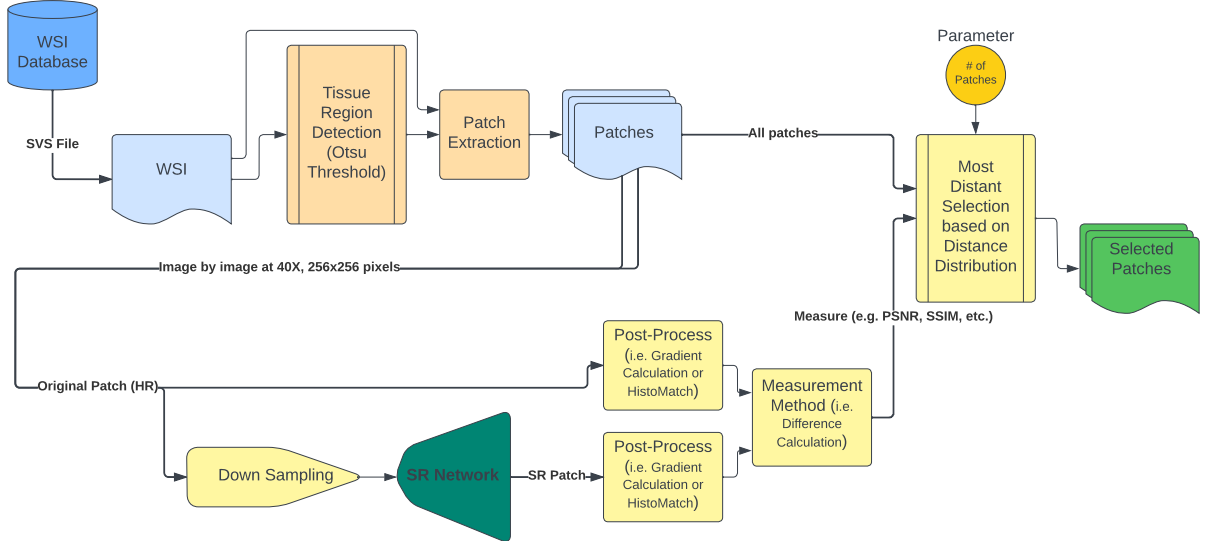 WSI
Database
SVS File
WSI
Tissue
Region
Detection
(Otsu
Threshold)
Patch
Extraction
Patches
All patches
Parameter
# of
Patches
Most
Distant
Selection
based on
Distance
Distribution
Selected
Patches
Image by image at 40X, 256x256 pixels
Measure (e.g. PSNR, SSIM, etc.)
Original Patch (HR)
Post-Process
(i.e. Gradient
Calculation or
HistoMatch)
Measurement
Method (i.e.
Difference
Calculation)
Down Sampling
SR Network
SR Patch
Post-Process
(i.e. Gradient
Calculation or
HistoMatch)